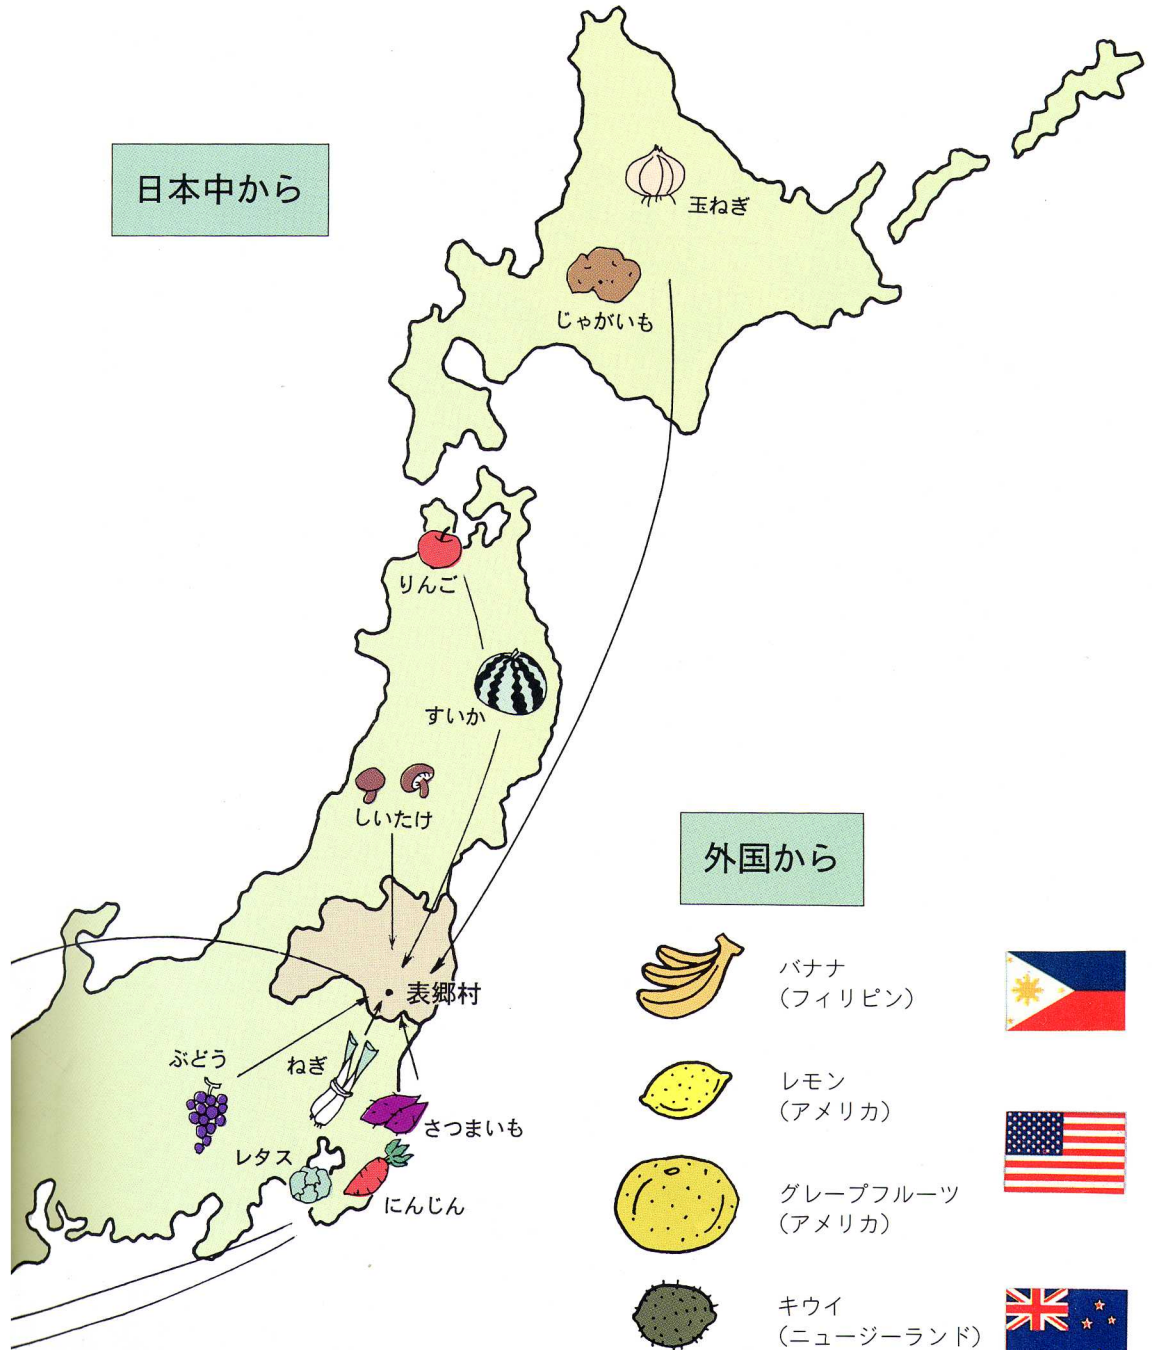 日本中から
玉ねぎ
じゃがいも
りんご
すいか
しいたけ
表郷村
ぶどう
ねぎ
さつまいも
レタス
にんじん
外国から
バナナ
（フィリピン）
レモン
（アメリカ）
グレープフルーツ
（アメリカ）
キウイ
（ニュージーランド）